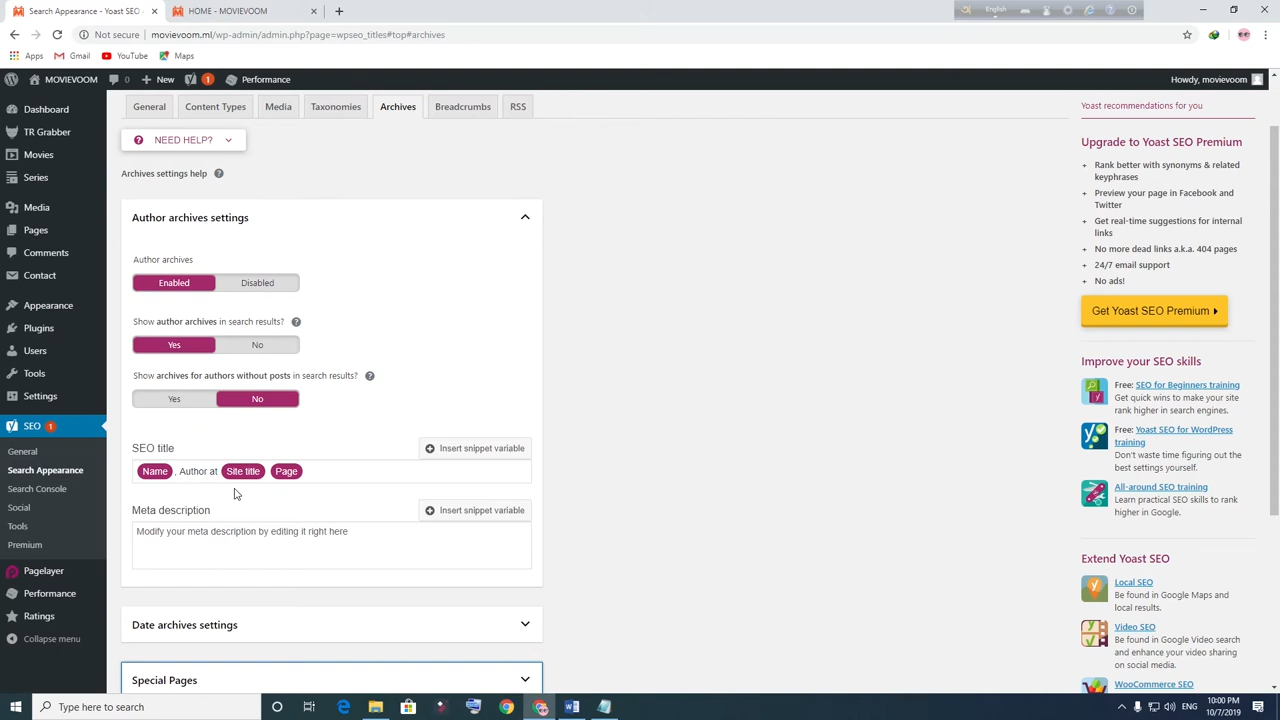 Search Appearance - Yoast SEO -
HOME - MOVIEVOOM
English
Not secure
movievoom.ml/wp-admin/admin.php?page=wpseo_titles#top#archives
Apps
Gmail
YouTube
Maps
MOVIEVOOM
0
New
1
Performance
Howdy, movievoom
Dashboard
TR Grabber
Movies
Series
Media
Pages
Comments
Contact
Appearance
Plugins
Users
Tools
Settings
SEO 1
General
Search Appearance
Search Console
Social
Tools
Premium
Pagelayer
Performance
Ratings
Collapse menu
General
Content Types
Media
Taxonomies
Archives
Breadcrumbs
RSS
NEED HELP?
Archives settings help
Author archives settings
Author archives
Enabled
Disabled
Show author archives in search results?
Yes
No
Show archives for authors without posts in search results?
Yes
No
SEO title
Insert snippet variable
Name , Author at Site title Page
Meta description
Insert snippet variable
Modify your meta description by editing it right here
Date archives settings
Special Pages
Yoast recommendations for you
Upgrade to Yoast SEO Premium
+ Rank better with synonyms & related
keyphrases
+ Preview your page in Facebook and
Twitter
+ Get real-time suggestions for internal
links
+ No more dead links a.k.a. 404 pages
+ 24/7 email support
+ No ads!
Get Yoast SEO Premium
Improve your SEO skills
Free: SEO for Beginners training
Get quick wins to make your site
rank higher in search engines.
Free: Yoast SEO for WordPress
training
Don't waste time figuring out the
best settings yourself.
All-around SEO training
Learn practical SEO skills to rank
higher in Google.
Extend Yoast SEO
Local SEO
Be found in Google Maps and
local results.
Video SEO
Be found in Google Video search
and enhance your video sharing
on social media.
WooCommerce SEO
Type here to search
10:00 PM
10/7/2019